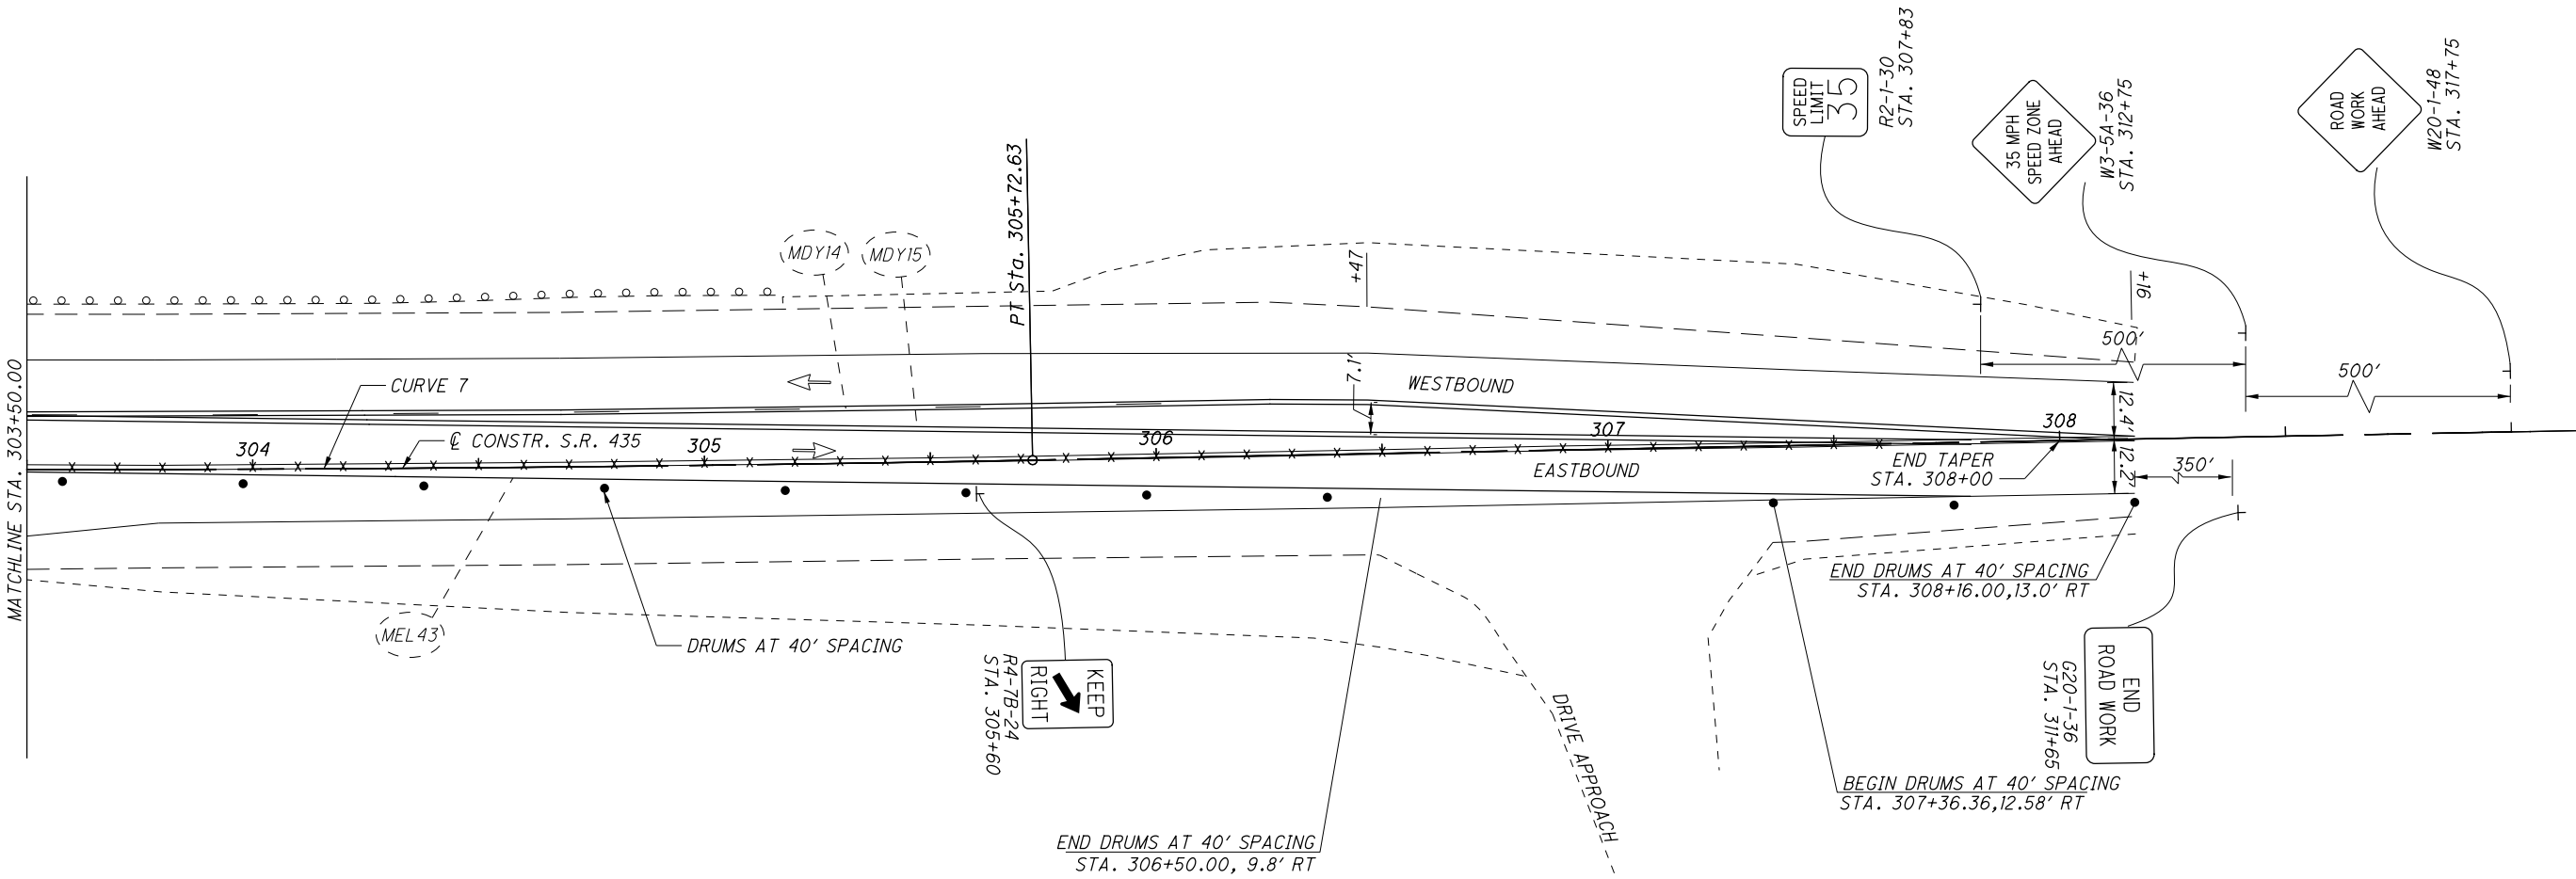 MATCHLINE STA. 303+50.00
CURVE 7
℄ CONSTR. S.R. 435
304
305
306
307
308
MDY14
MDY15
MEL43
PT Sta. 305+72.63
+47
7.1'
WESTBOUND
EASTBOUND
SPEED
LIMIT
35
R2-1-30
STA. 307+83
35 MPH
SPEED ZONE
AHEAD
W3-5A-36
STA. 312+75
ROAD
WORK
AHEAD
W20-1-48
STA. 317+75
+16
500'
500'
12.4'
12.2'
350'
END TAPER
STA. 308+00
DRUMS AT 40' SPACING
KEEP
RIGHT
R4-7B-24
STA. 305+60
END DRUMS AT 40' SPACING
STA. 306+50.00, 9.8' RT
DRIVE APPROACH
END DRUMS AT 40' SPACING
STA. 308+16.00,13.0' RT
END
ROAD WORK
G20-1-36
STA. 311+65
BEGIN DRUMS AT 40' SPACING
STA. 307+36.36,12.58' RT